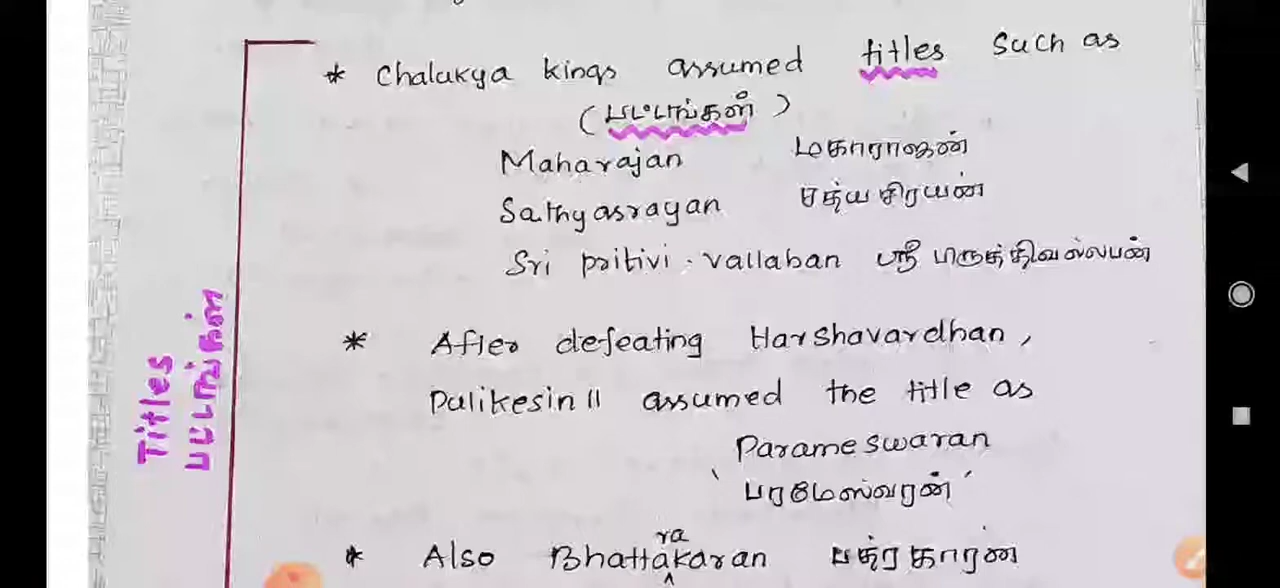 * Chalukya kings assumed titles such as
(பட்டங்கள்)
Maharajan மகாராஜன்
Sathyasrayan சத்யசிரயன்
Sri pritivi. vallaban ஸ்ரீ பிருத்திவல்லபன்
Titles
பட்டங்கள்
* After defeating Harshavardhan,
Pulikesin II assumed the title as
Parameswaran
'பரமேஸ்வரன்'
ra
* Also Bhattakaran பத்ரகாரன்